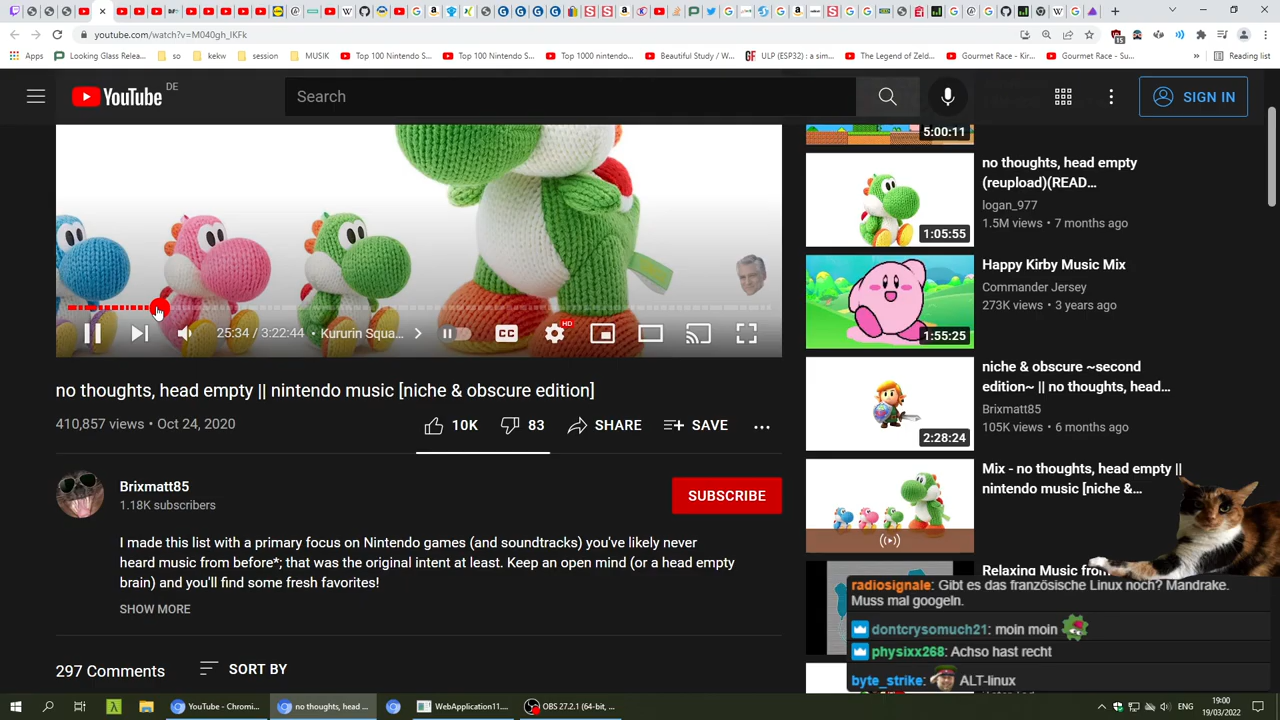 youtube.com/watch?v=M040gh_IKFk
Apps
Looking Glass Relea...
so
kekw
session
MUSIK
Top 100 Nintendo S...
Top 100 Nintendo S...
Top 1000 nintendo...
Beautiful Study / W...
ULP (ESP32) : a sim...
The Legend of Zeld...
Gourmet Race - Kir...
Gourmet Race - Su...
»
Reading list
YouTube DE
Search
SIGN IN
25:34 / 3:22:44 • Kururin Squa...
CC
HD
no thoughts, head empty || nintendo music [niche & obscure edition]
410,857 views • Oct 24, 2020
10K
83
SHARE
SAVE
Brixmatt85
1.18K subscribers
SUBSCRIBE
I made this list with a primary focus on Nintendo games (and soundtracks) you've likely never
heard music from before*; that was the original intent at least. Keep an open mind (or a head empty
brain) and you'll find some fresh favorites!
SHOW MORE
297 Comments
SORT BY
5:00:11
no thoughts, head empty
(reupload)(READ...
logan_977
1.5M views • 7 months ago
1:05:55
Happy Kirby Music Mix
Commander Jersey
273K views • 3 years ago
1:55:25
niche & obscure ~second
edition~ || no thoughts, head...
Brixmatt85
105K views • 6 months ago
2:28:24
Mix - no thoughts, head empty ||
nintendo music [niche &...
Relaxing Music from
radiosignale: Gibt es das französische Linux noch? Mandrake.
Muss mal googeln.
dontcrysomuch21: moin moin
physixx268: Achso hast recht
byte_strike: ALT-linux
YouTube - Chromi...
no thoughts, head ...
WebApplication11...
OBS 27.2.1 (64-bit, ...
ENG
19:00
19/03/2022